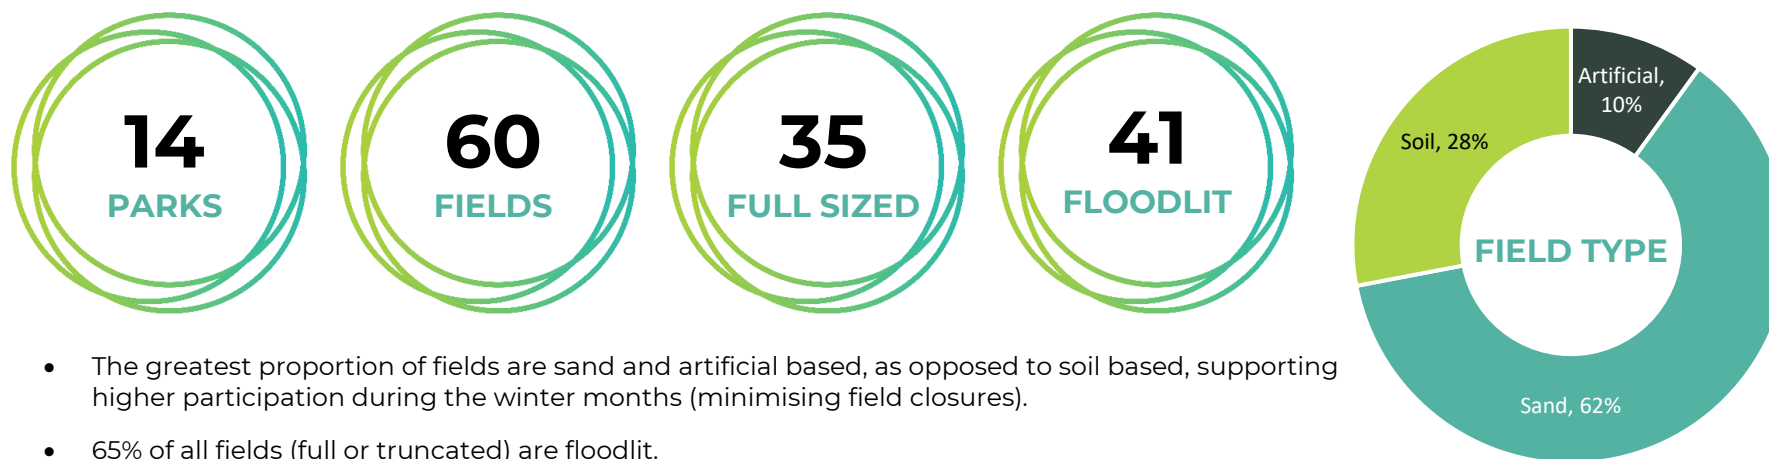 14
PARKS
60
FIELDS
35
FULL SIZED
41
FLOODLIT
Artificial,
10%
Soil, 28%
FIELD TYPE
Sand, 62%
• The greatest proportion of fields are sand and artificial based, as opposed to soil based, supporting
higher participation during the winter months (minimising field closures).
• 65% of all fields (full or truncated) are floodlit.